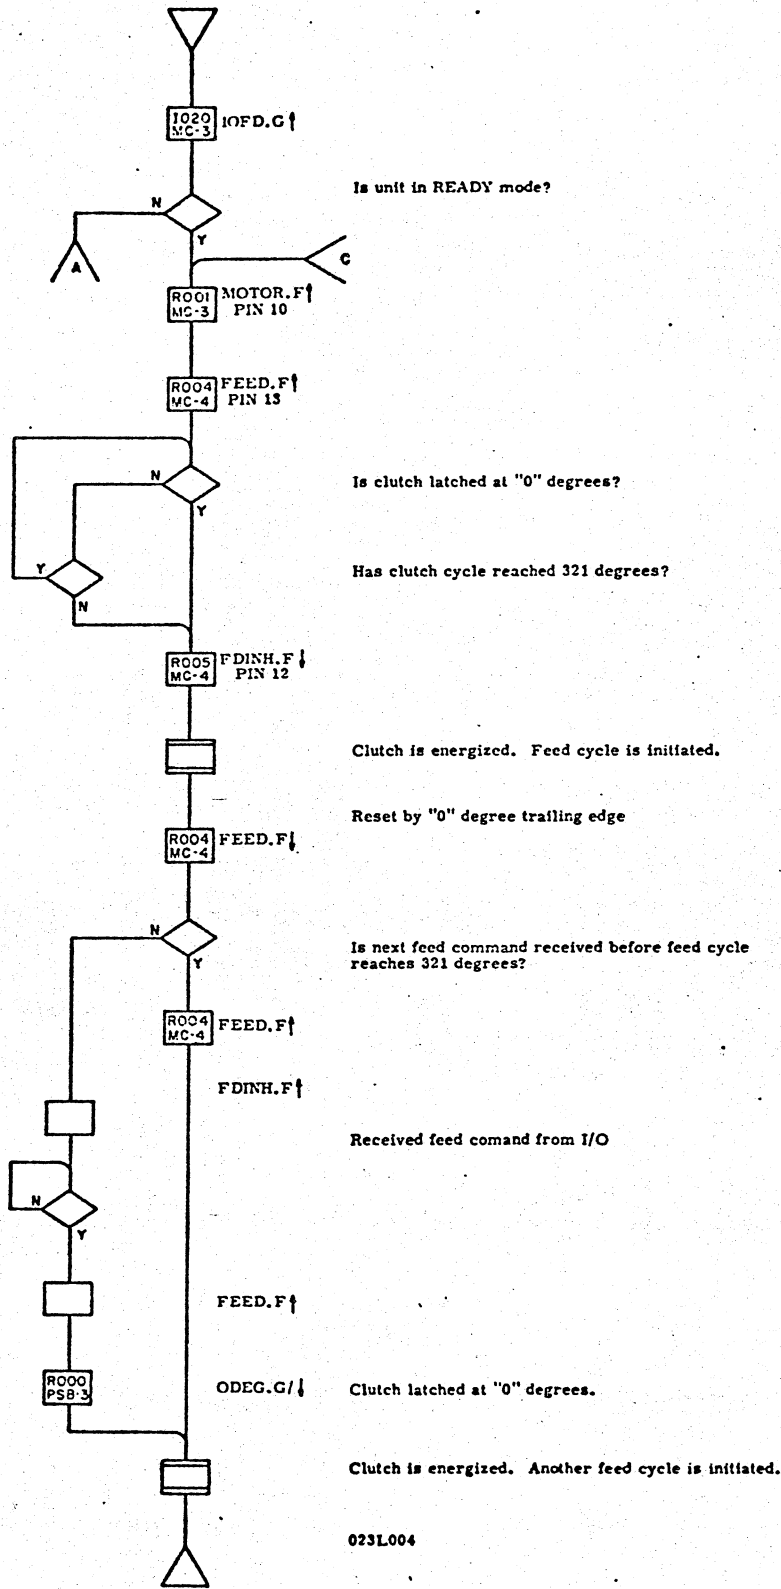 IO20
MC-3
IOFD.G↑
Is unit in READY mode?
N
Y
A
C
R001
MC-3
MOTOR.F↑
PIN 10
R004
MC-4
FEED.F↑
PIN 13
N
Is clutch latched at "0" degrees?
Y
Y
Has clutch cycle reached 321 degrees?
N
R005
MC-4
FDINH.F↓
PIN 12
Clutch is energized. Feed cycle is initiated.
Reset by "0" degree trailing edge
R004
MC-4
FEED.F↓
N
Is next feed command received before feed cycle
reaches 321 degrees?
Y
R004
MC-4
FEED.F↑
FDINH.F↑
Received feed comand from I/O
N
Y
FEED.F↑
R000
PSB-3
ODEG.G/↓
Clutch latched at "0" degrees.
Clutch is energized. Another feed cycle is initiated.
023L004